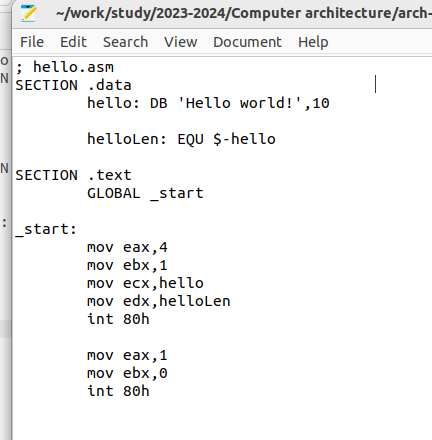 ~/work/study/2023-2024/Computer architecture/arch-
File Edit Search View Document Help
; hello.asm
SECTION .data
hello: DB 'Hello world!',10
helloLen: EQU $-hello
SECTION .text
GLOBAL _start
_start:
mov eax,4
mov ebx,1
mov ecx,hello
mov edx,helloLen
int 80h
mov eax,1
mov ebx,0
int 80h